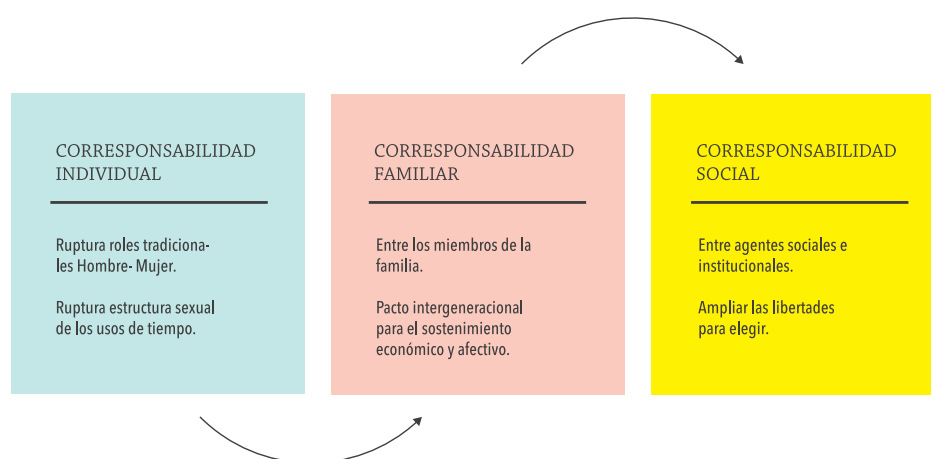 CORRESPONSABILIDAD
INDIVIDUAL
Ruptura roles tradiciona-
les Hombre- Mujer.
Ruptura estructura sexual
de los usos de tiempo.
CORRESPONSABILIDAD
FAMILIAR
Entre los miembros de la
familia.
Pacto intergeneracional
para el sostenimiento
económico y afectivo.
CORRESPONSABILIDAD
SOCIAL
Entre agentes sociales e
institucionales.
Ampliar las libertades
para elegir.